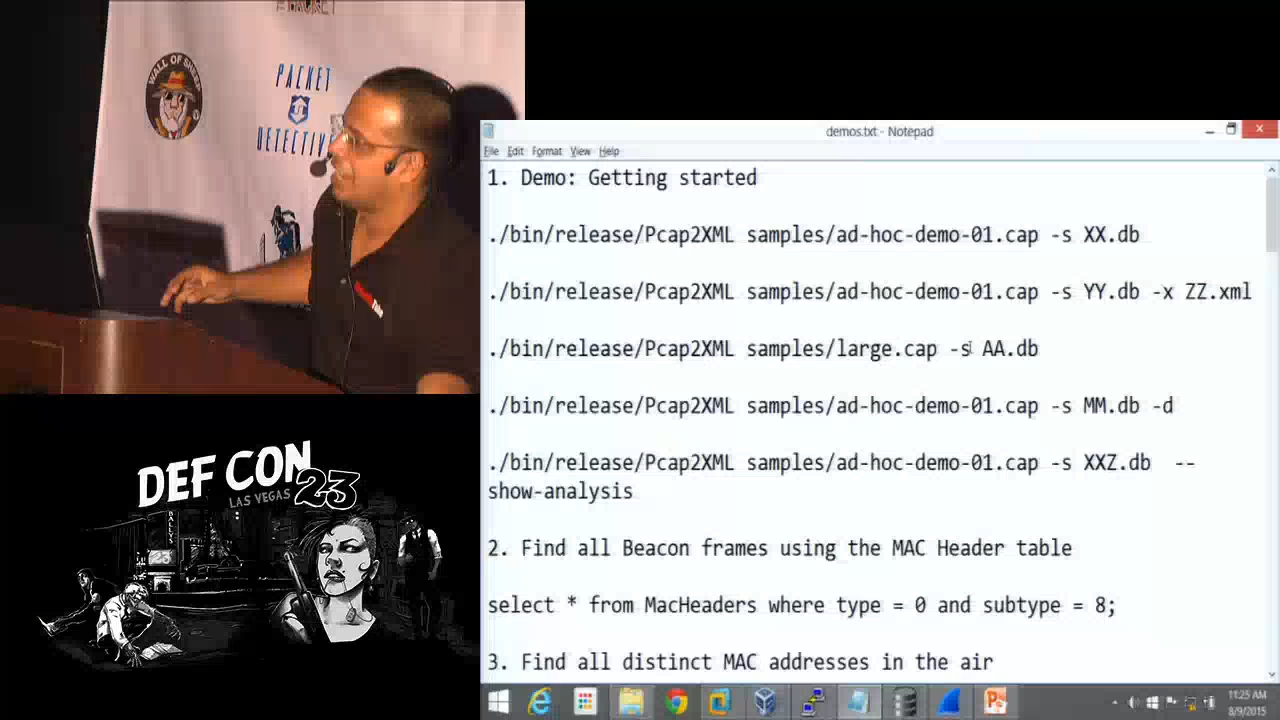 WALL OF SHEEP
PACKET
DETECTIVE
demos.txt - Notepad
File Edit Format View Help
1. Demo: Getting started
./bin/release/Pcap2XML samples/ad-hoc-demo-01.cap -s XX.db
./bin/release/Pcap2XML samples/ad-hoc-demo-01.cap -s YY.db -x ZZ.xml
./bin/release/Pcap2XML samples/large.cap -s AA.db
./bin/release/Pcap2XML samples/ad-hoc-demo-01.cap -s MM.db -d
./bin/release/Pcap2XML samples/ad-hoc-demo-01.cap -s XXZ.db --
show-analysis
2. Find all Beacon frames using the MAC Header table
select * from MacHeaders where type = 0 and subtype = 8;
3. Find all distinct MAC addresses in the air
DEF CON
LAS VEGAS 23
BALLY'S
11:25 AM
8/9/2015